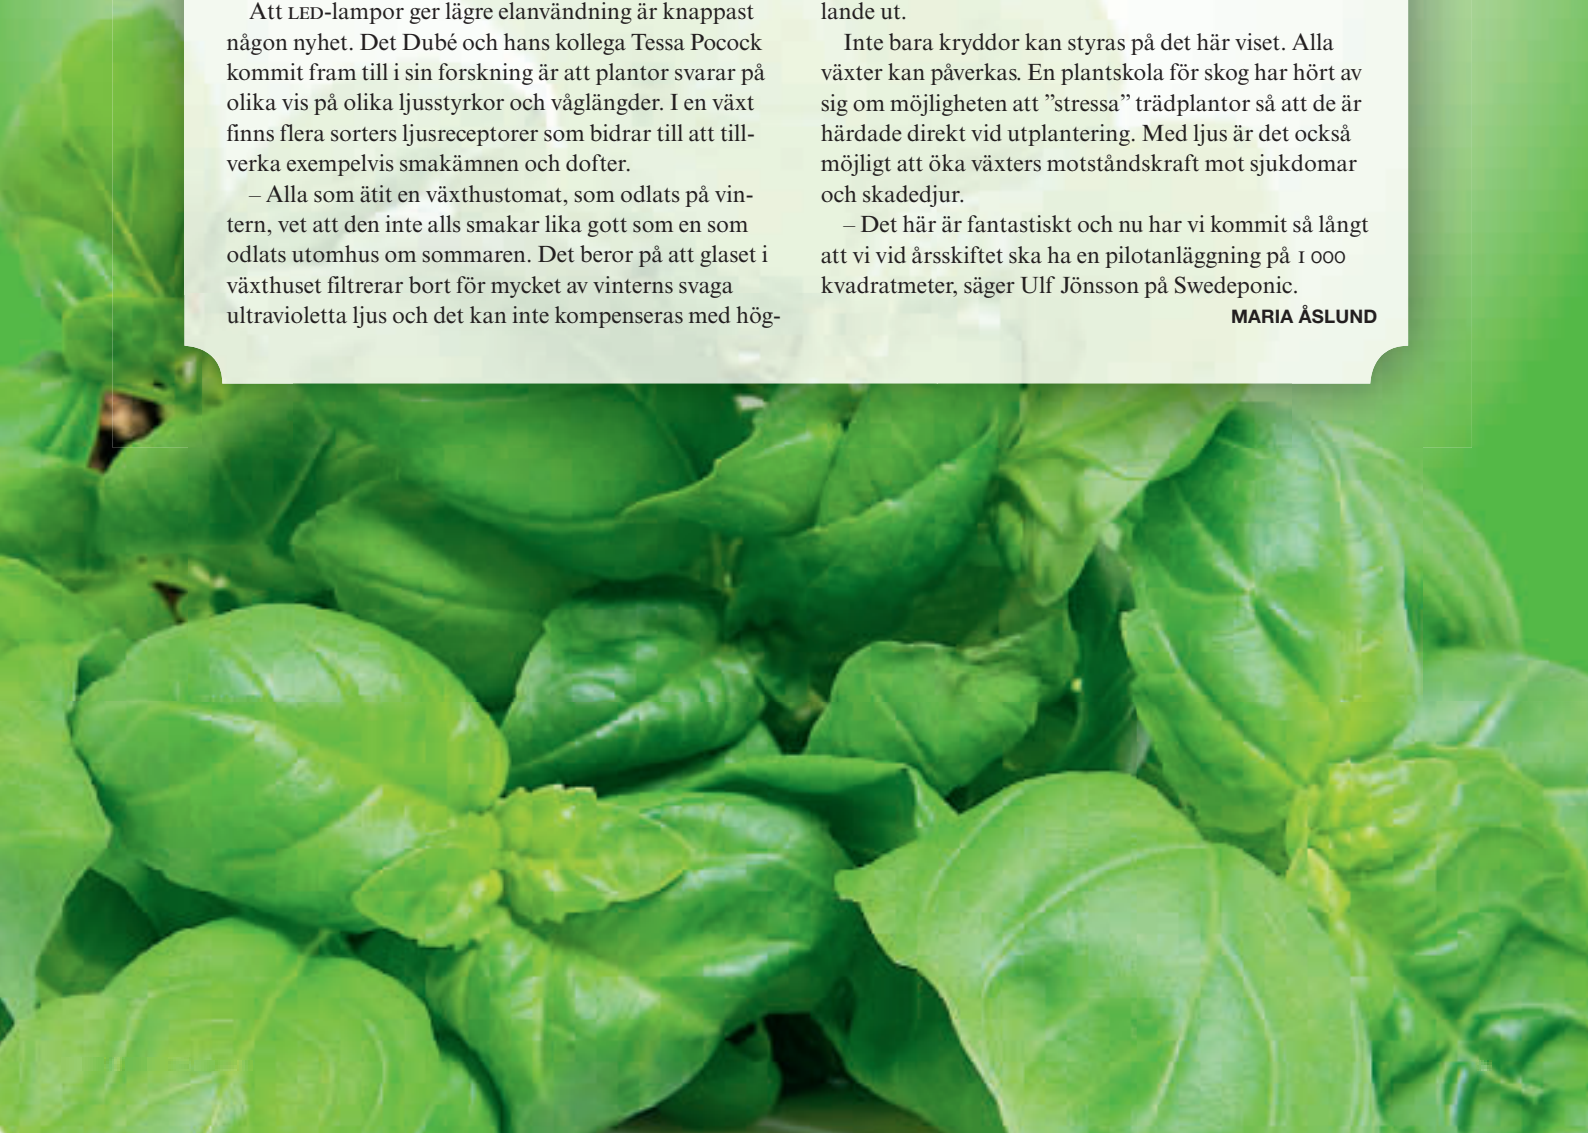 Att LED-lampor ger lägre elanvändning är knappast
någon nyhet. Det Dubé och hans kollega Tessa Pocock
kommit fram till i sin forskning är att plantor svarar på
olika vis på olika ljusstyrkor och våglängder. I en växt
finns flera sorters ljusreceptorer som bidrar till att till-
verka exempelvis smakämnen och dofter.
– Alla som ätit en växthustomat, som odlats på vin-
tern, vet att den inte alls smakar lika gott som en som
odlats utomhus om sommaren. Det beror på att glaset i
växthuset filtrerar bort för mycket av vinterns svaga
ultravioletta ljus och det kan inte kompenseras med hög-
lande ut.
Inte bara kryddor kan styras på det här viset. Alla
växter kan påverkas. En plantskola för skog har hört av
sig om möjligheten att ”stressa” trädplantor så att de är
härdade direkt vid utplantering. Med ljus är det också
möjligt att öka växters motståndskraft mot sjukdomar
och skadedjur.
– Det här är fantastiskt och nu har vi kommit så långt
att vi vid årsskiftet ska ha en pilotanläggning på 1 000
kvadratmeter, säger Ulf Jönsson på Swedeponic.
MARIA ÅSLUND